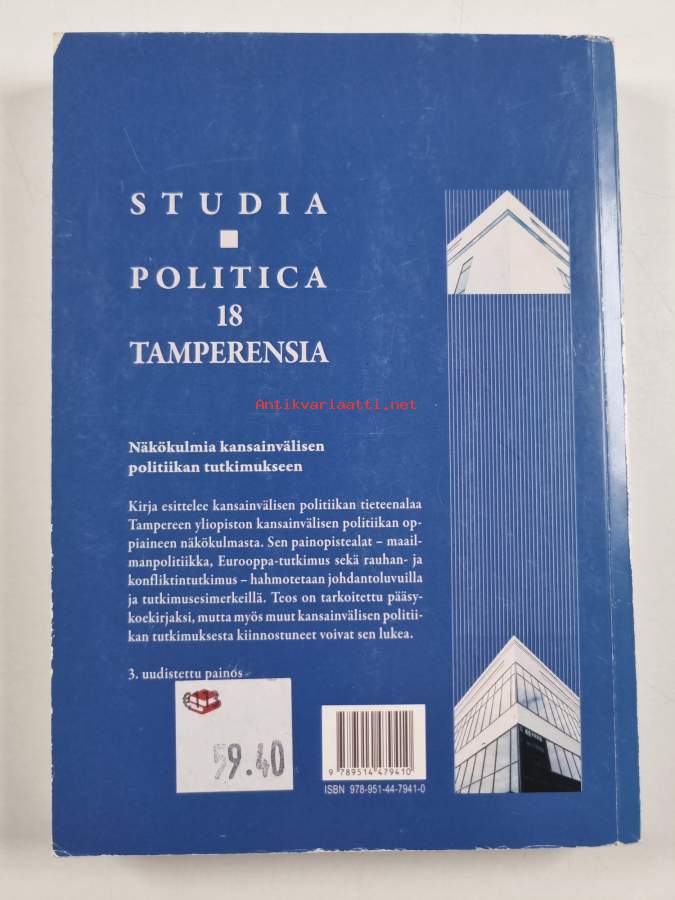 STUDIA
POLITICA
18
TAMPERENSIA
Antikvariaatti.net
Näkökulmia kansainvälisen
politiikan tutkimukseen
Kirja esittelee kansainvälisen politiikan tieteenalaa
Tampereen yliopiston kansainvälisen politiikan op-
piaineen näkökulmasta. Sen painopistealat – maail-
manpolitiikka, Eurooppa-tutkimus sekä rauhan- ja
konfliktintutkimus – hahmotetaan johdantoluvuilla
ja tutkimusesimerkeillä. Teos on tarkoitettu pääsy-
koekirjaksi, mutta myös muut kansainvälisen politii-
kan tutkimuksesta kiinnostuneet voivat sen lukea.
3. uudistettu painos
59.40
9 789514 479410
ISBN 978-951-44-7941-0